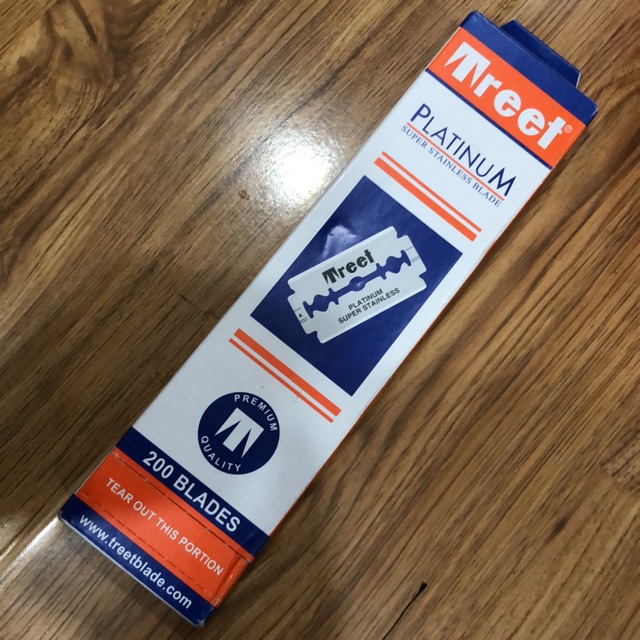 Treet®
PLATINUM
SUPER STAINLESS BLADE
Treet
PLATINUM
SUPER STAINLESS
A
PREMIUM
T
QUALITY
200 BLADES
TEAR OUT THIS PORTION
www.treetblade.com